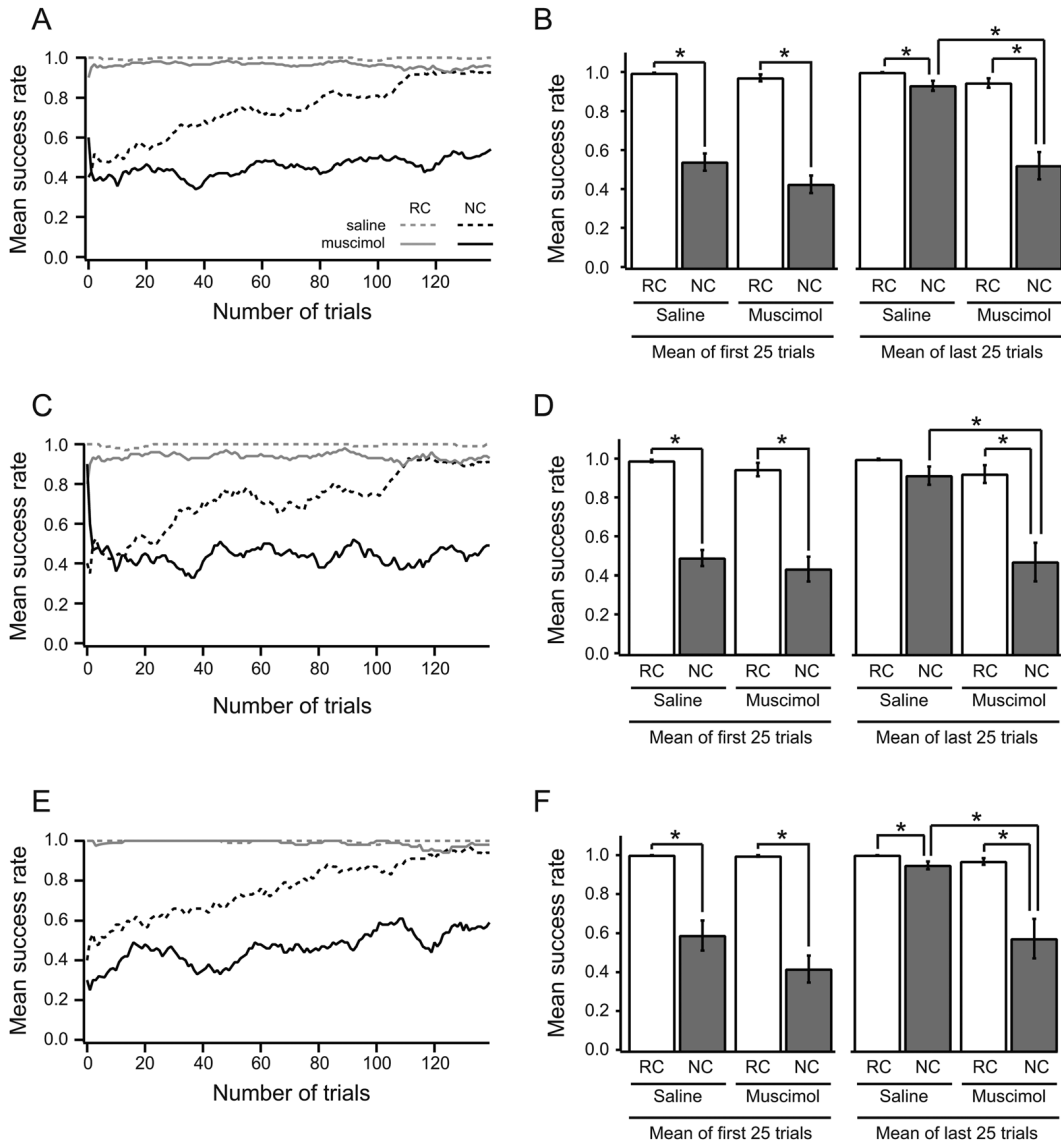 A
Mean success rate
1.0
0.8
0.6
0.4
0.2
0.0
RC NC
saline
muscimol
0 20 40 60 80 100 120
Number of trials
B
Mean success rate
1.0
0.8
0.6
0.4
0.2
0.0
* * * * *
RC NC RC NC RC NC RC NC
Saline Muscimol Saline Muscimol
Mean of first 25 trials Mean of last 25 trials
C
Mean success rate
1.0
0.8
0.6
0.4
0.2
0.0
0 20 40 60 80 100 120
Number of trials
D
Mean success rate
1.0
0.8
0.6
0.4
0.2
0.0
* * * *
RC NC RC NC RC NC RC NC
Saline Muscimol Saline Muscimol
Mean of first 25 trials Mean of last 25 trials
E
Mean success rate
1.0
0.8
0.6
0.4
0.2
0.0
0 20 40 60 80 100 120
Number of trials
F
Mean success rate
1.0
0.8
0.6
0.4
0.2
0.0
* * * * *
RC NC RC NC RC NC RC NC
Saline Muscimol Saline Muscimol
Mean of first 25 trials Mean of last 25 trials